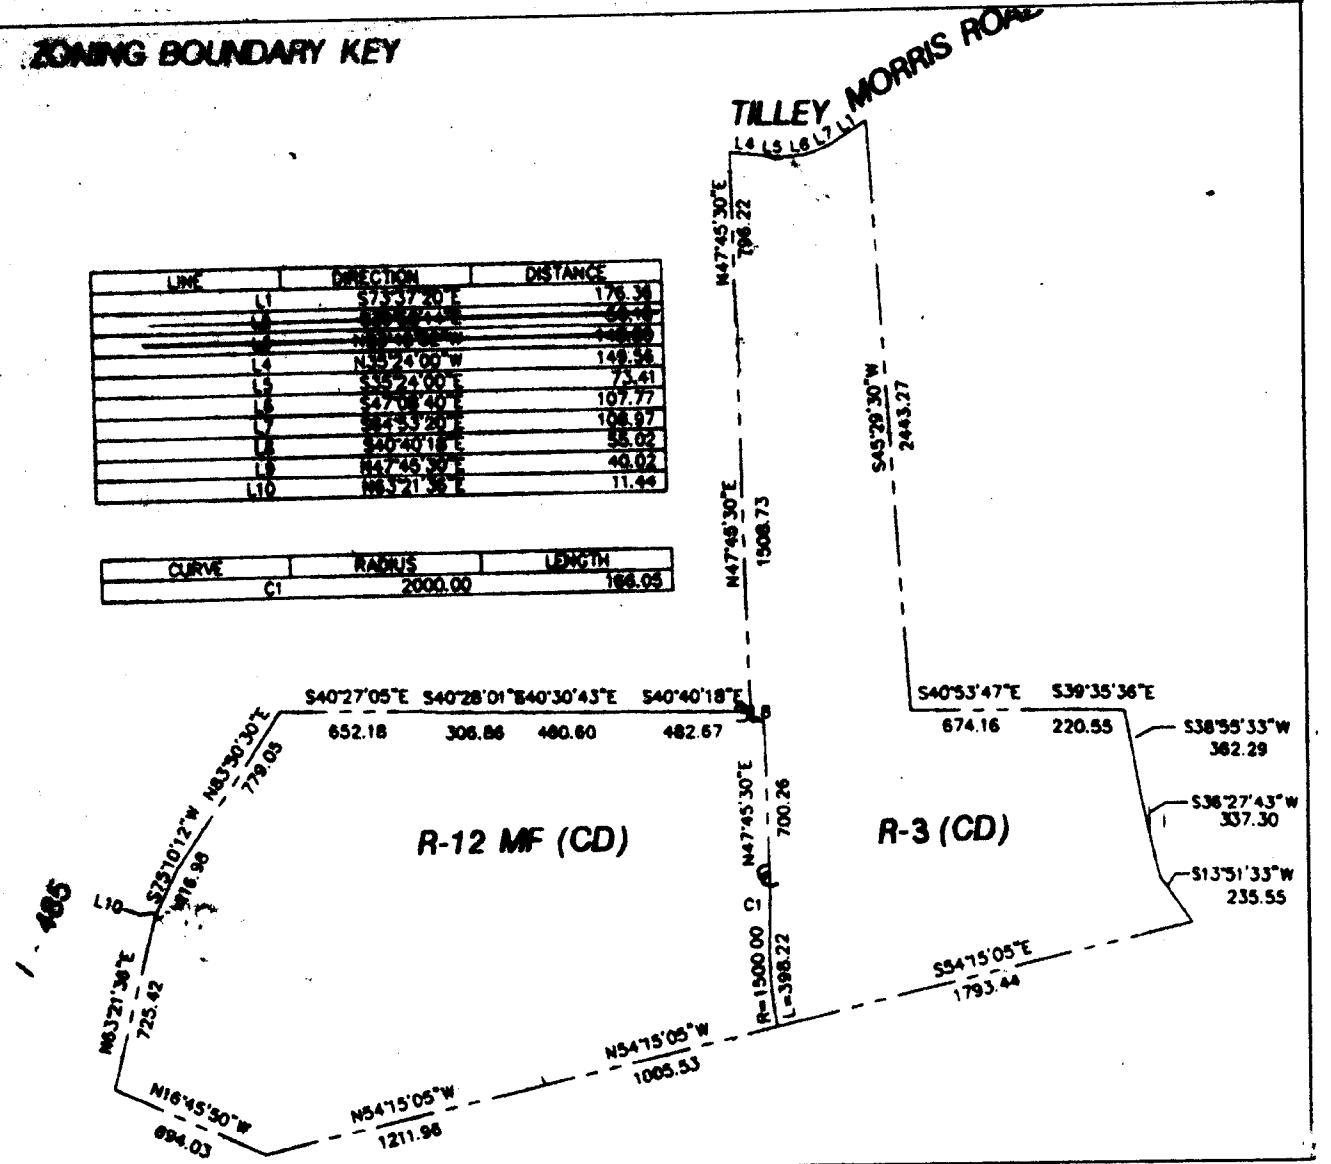 ZONING BOUNDARY KEY
TILLEY MORRIS ROAD
L4 L5 L6 L7 L1
N47°45'30"E
796.22
LINE DIRECTION DISTANCE
L1 S73°37'20"E 176.36
L4 N35°24'00"W 149.56
L5 S35°24'00"E 73.41
L6 S47°08'40"E 107.77
L7 S64°53'20"E 106.97
L8 S40°40'18"E 55.02
L9 N47°45'30"E 40.02
L10 N63°21'36"E 11.44
S45°29'30"W
2443.27
N47°45'30"E
1508.73
CURVE RADIUS LENGTH
C1 2000.00 166.05
S40°27'05"E S40°28'01"E S40°30'43"E S40°40'18"E L8
652.18 306.86 460.60 482.67
S40°53'47"E S39°35'36"E
674.16 220.55
S38°55'33"W
362.29
N83°50'30"E
779.05
N47°45'30"E
700.26
S36°27'43"W
337.30
R-12 MF (CD)
R-3 (CD)
S75°10'12"W
916.98
S13°51'33"W
235.55
L10
I - 485
C1
R=1500.00
L=398.22
N63°21'36"E
725.42
S54°15'05"E
1793.44
N54°15'05"W
1005.53
N16°45'50"W
694.03
N54°15'05"W
1211.96